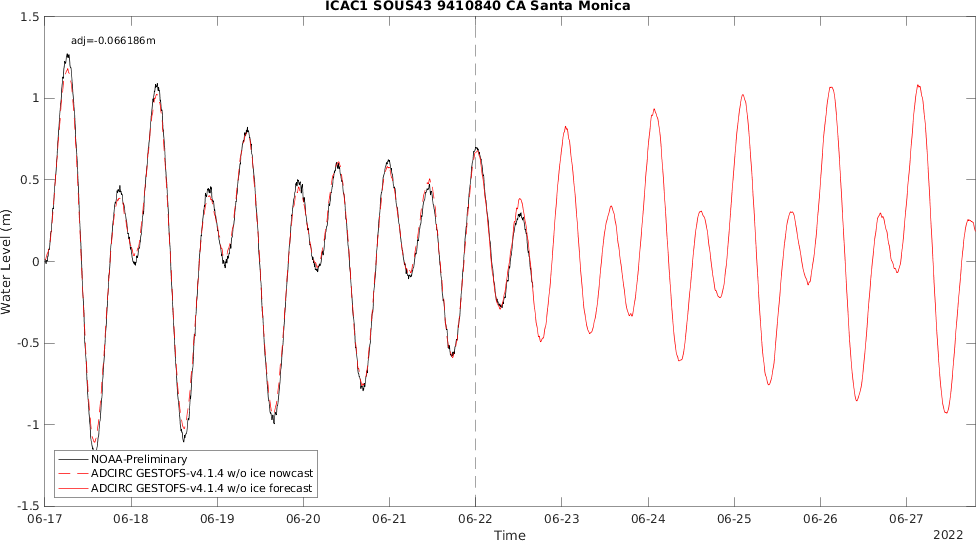 ICAC1 SOUS43 9410840 CA Santa Monica
adj=-0.066186m
1.5
1
0.5
0
-0.5
-1
-1.5
Water Level (m)
NOAA-Preliminary
ADCIRC GESTOFS-v4.1.4 w/o ice nowcast
ADCIRC GESTOFS-v4.1.4 w/o ice forecast
06-17 06-18 06-19 06-20 06-21 06-22 06-23 06-24 06-25 06-26 06-27
Time
2022